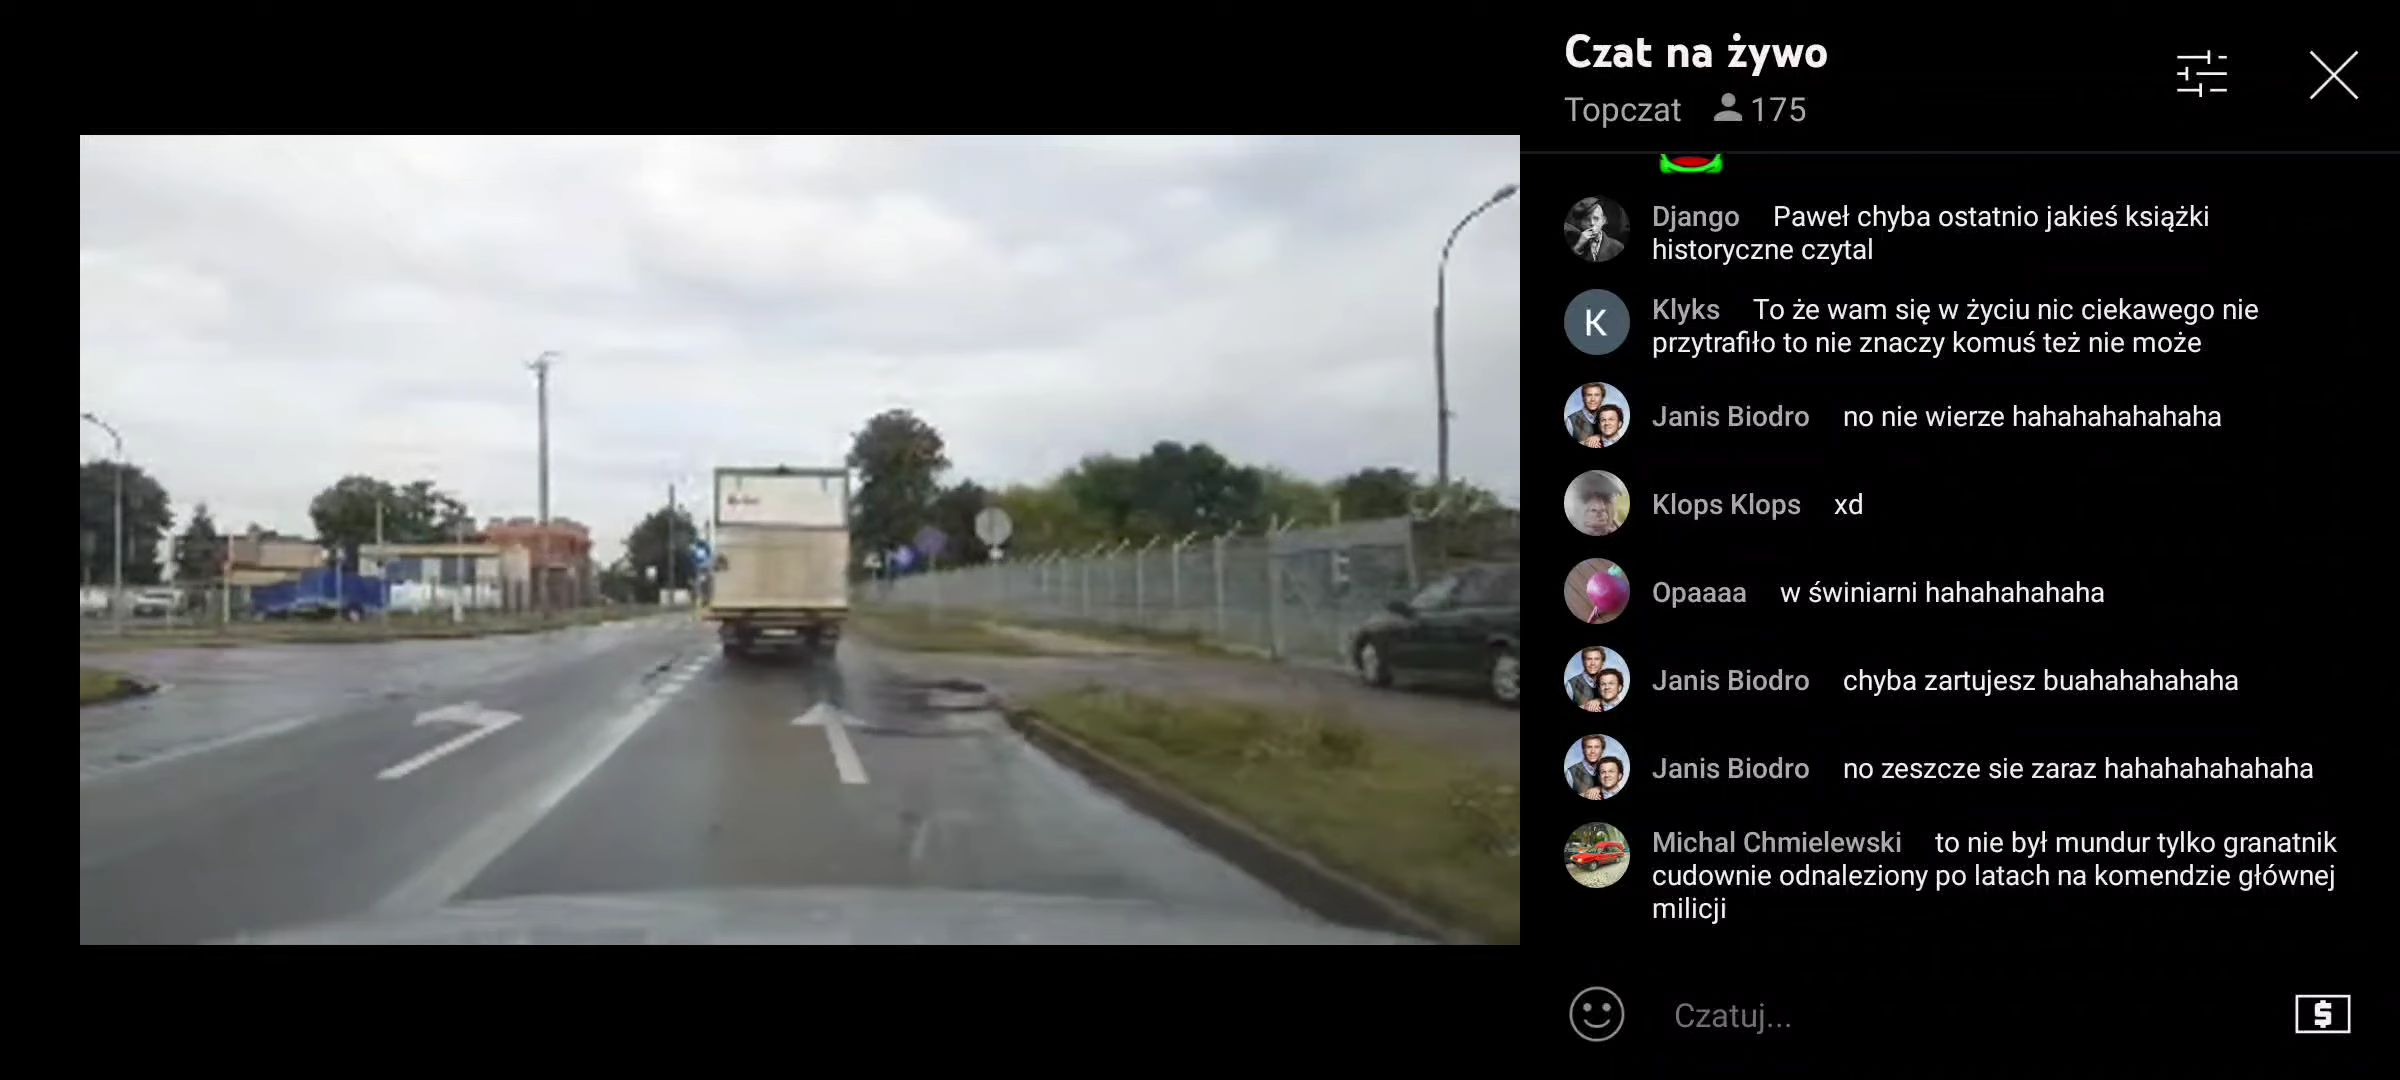 Czat na żywo
Topczat 175
Django Paweł chyba ostatnio jakieś książki
historyczne czytal
K
Klyks To że wam się w życiu nic ciekawego nie
przytrafiło to nie znaczy komuś też nie może
Janis Biodro no nie wierze hahahahahahaha
Klops Klops xd
Opaaaa w świniarni hahahahahaha
Janis Biodro chyba zartujesz buahahahahaha
Janis Biodro no zeszcze sie zaraz hahahahahahaha
Michal Chmielewski to nie był mundur tylko granatnik
cudownie odnaleziony po latach na komendzie głównej
milicji
Czatuj...
$